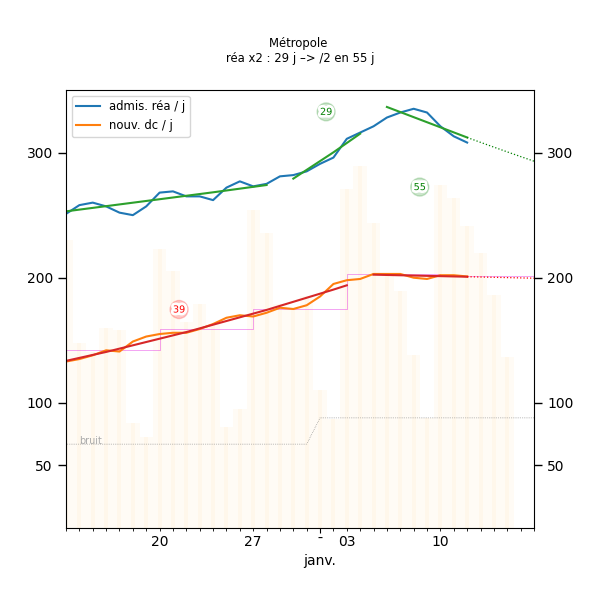 Métropole
réa x2 : 29 j –> /2 en 55 j
admis. réa / j
nouv. dc / j
29
55
39
300
300
200
200
100
100
50
50
bruit
20
27
-
03
10
janv.